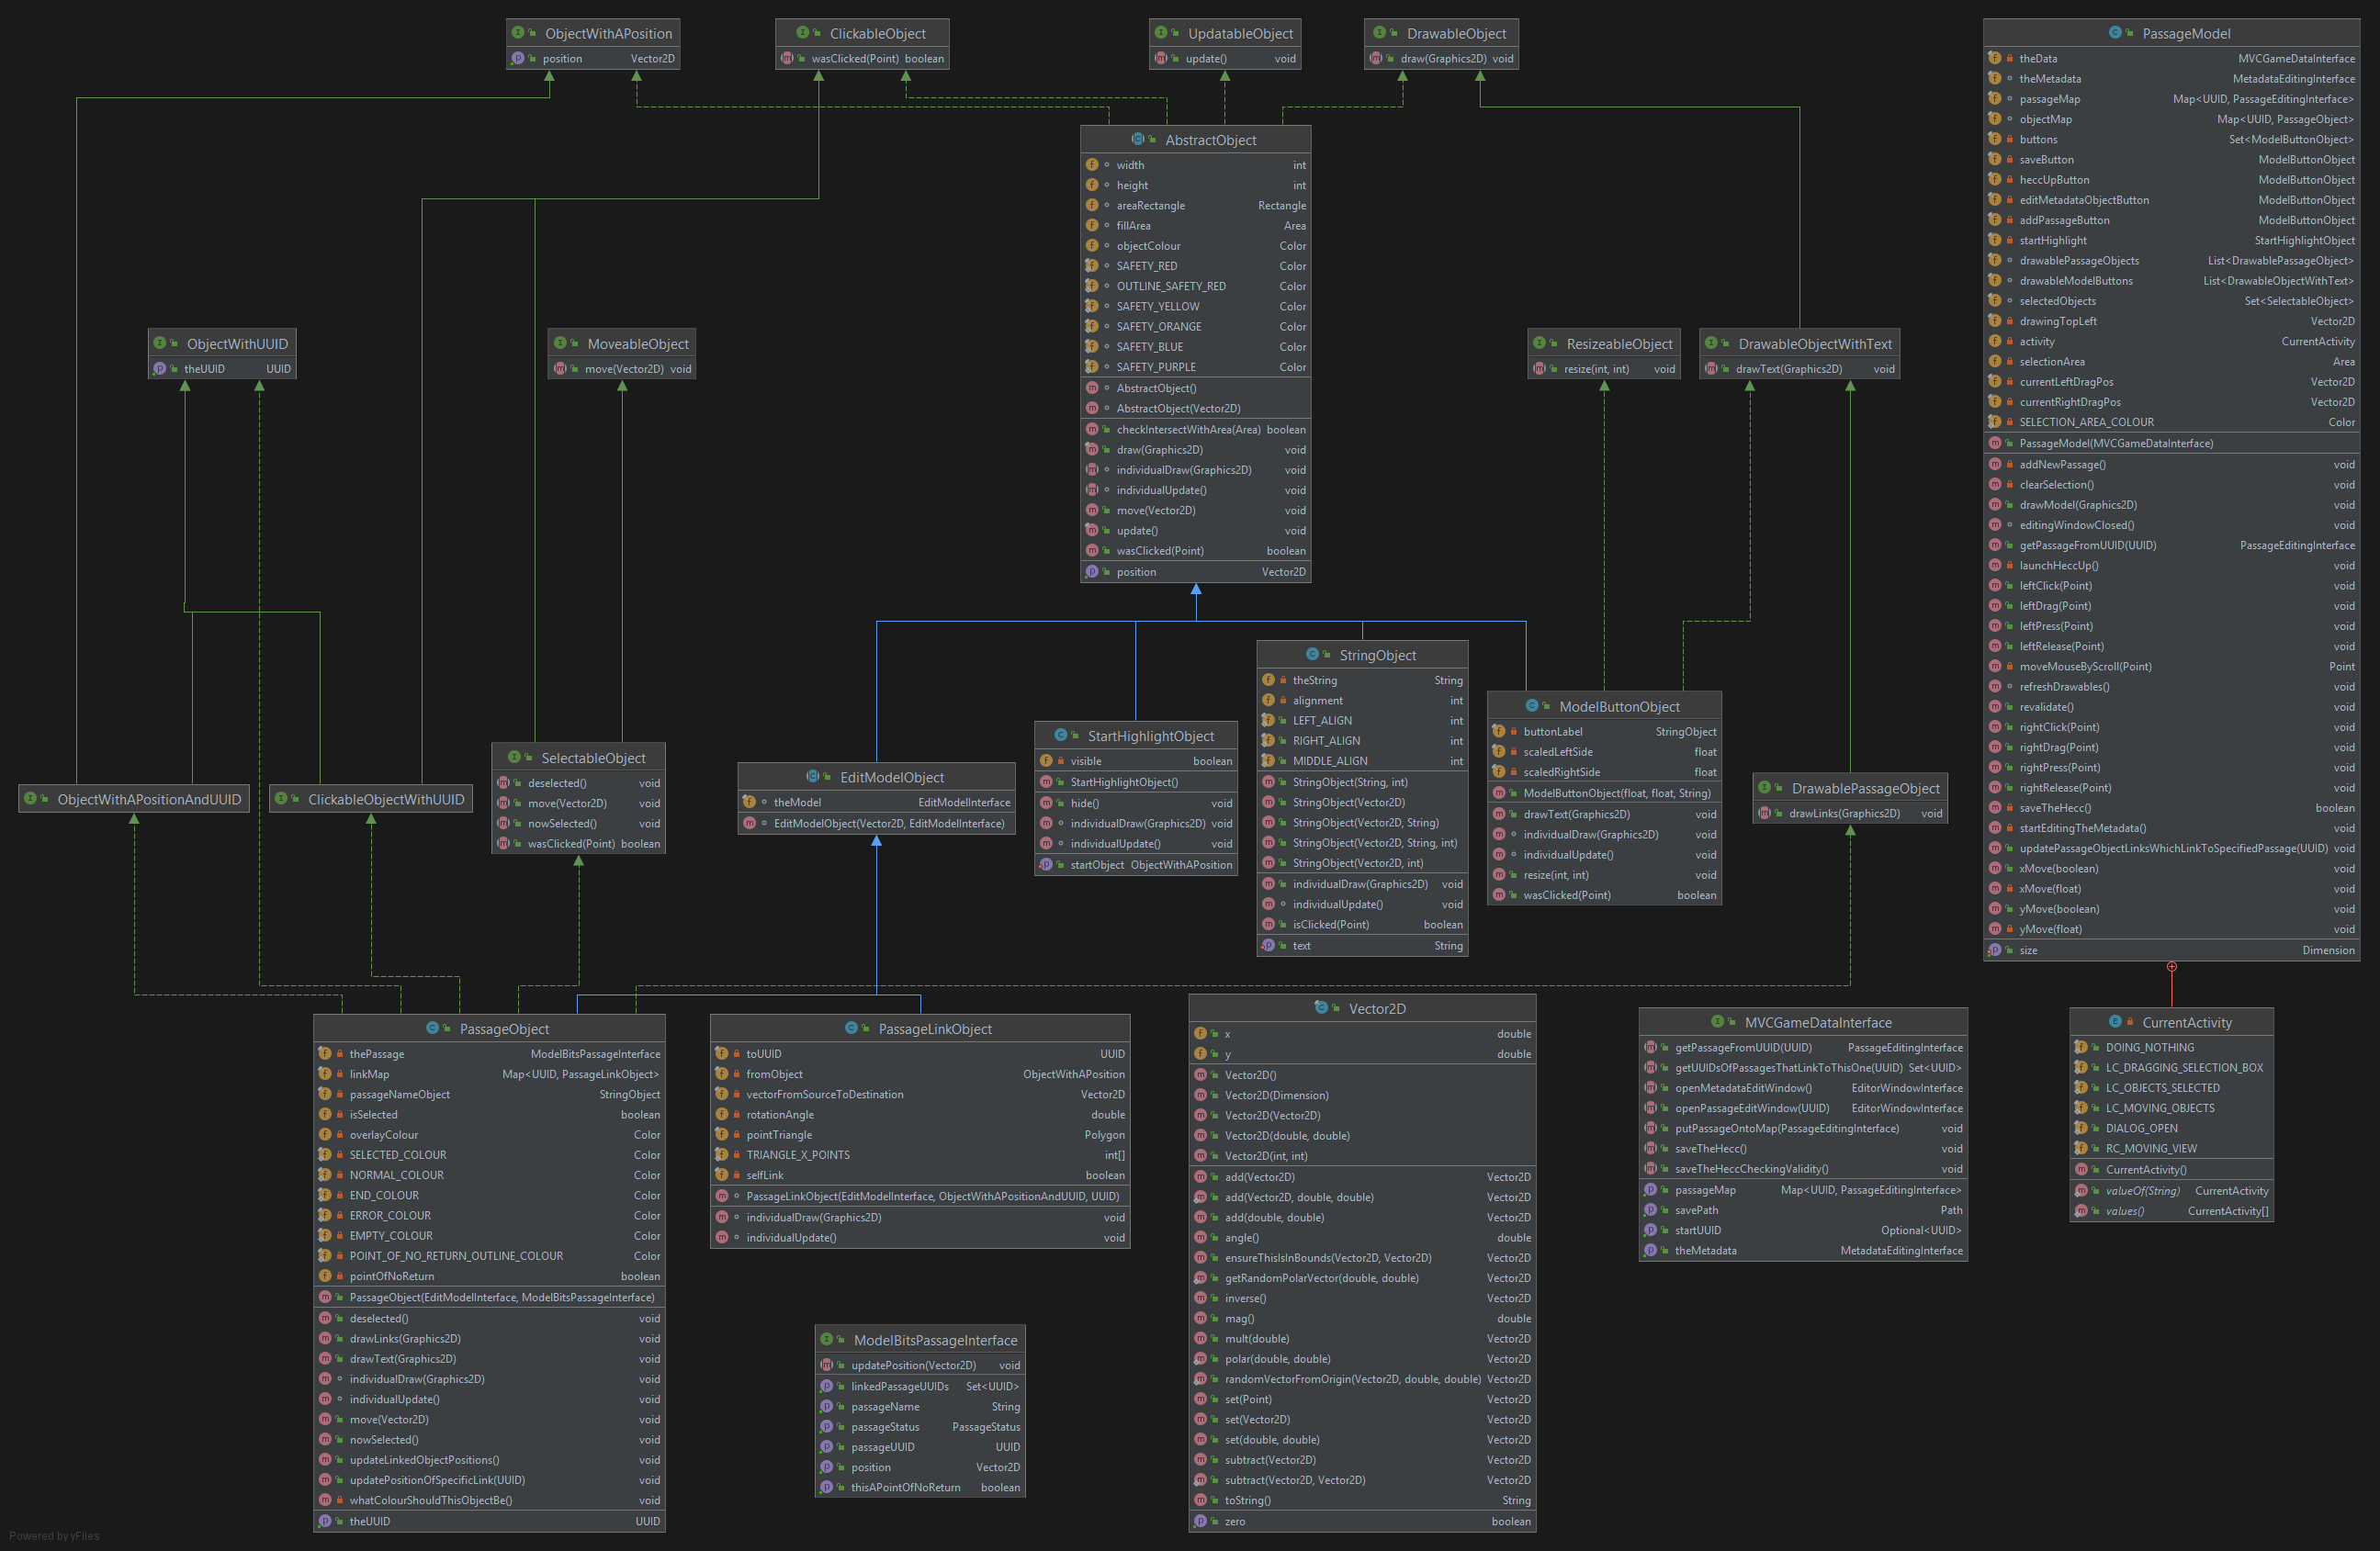 ObjectWithAPosition
position Vector2D
ClickableObject
wasClicked(Point) boolean
UpdatableObject
update() void
DrawableObject
draw(Graphics2D) void
PassageModel
theData MVCGameDataInterface
theMetadata MetadataEditingInterface
passageMap Map<UUID, PassageEditingInterface>
objectMap Map<UUID, PassageObject>
buttons Set<ModelButtonObject>
saveButton ModelButtonObject
heccUpButton ModelButtonObject
editMetadataObjectButton ModelButtonObject
addPassageButton ModelButtonObject
startHighlight StartHighlightObject
drawablePassageObjects List<DrawablePassageObject>
drawableModelButtons List<DrawableObjectWithText>
selectedObjects Set<SelectableObject>
drawingTopLeft Vector2D
activity CurrentActivity
selectionArea Area
currentLeftDragPos Vector2D
currentRightDragPos Vector2D
SELECTION_AREA_COLOUR Color
PassageModel(MVCGameDataInterface)
addNewPassage() void
clearSelection() void
drawModel(Graphics2D) void
editingWindowClosed() void
getPassageFromUUID(UUID) PassageEditingInterface
launchHeccUp() void
leftClick(Point) void
leftDrag(Point) void
leftPress(Point) void
leftRelease(Point) void
moveMouseByScroll(Point) Point
refreshDrawables() void
revalidate() void
rightClick(Point) void
rightDrag(Point) void
rightPress(Point) void
rightRelease(Point) void
saveTheHecc() boolean
startEditingTheMetadata() void
updatePassageObjectLinksWhichLinkToSpecifiedPassage(UUID) void
xMove(boolean) void
xMove(float) void
yMove(boolean) void
yMove(float) void
size Dimension
AbstractObject
width int
height int
areaRectangle Rectangle
fillArea Area
objectColour Color
SAFETY_RED Color
OUTLINE_SAFETY_RED Color
SAFETY_YELLOW Color
SAFETY_ORANGE Color
SAFETY_BLUE Color
SAFETY_PURPLE Color
AbstractObject()
AbstractObject(Vector2D)
checkIntersectWithArea(Area) boolean
draw(Graphics2D) void
individualDraw(Graphics2D) void
individualUpdate() void
move(Vector2D) void
update() void
wasClicked(Point) boolean
position Vector2D
ObjectWithUUID
theUUID UUID
MoveableObject
move(Vector2D) void
ResizeableObject
resize(int, int) void
DrawableObjectWithText
drawText(Graphics2D) void
ObjectWithAPositionAndUUID
ClickableObjectWithUUID
SelectableObject
deselected() void
move(Vector2D) void
nowSelected() void
wasClicked(Point) boolean
EditModelObject
theModel EditModelInterface
EditModelObject(Vector2D, EditModelInterface)
StartHighlightObject
visible boolean
StartHighlightObject()
hide() void
individualDraw(Graphics2D) void
individualUpdate() void
startObject ObjectWithAPosition
StringObject
theString String
alignment int
LEFT_ALIGN int
RIGHT_ALIGN int
MIDDLE_ALIGN int
StringObject(String, int)
StringObject(Vector2D)
StringObject(Vector2D, String)
StringObject(Vector2D, String, int)
StringObject(Vector2D, int)
individualDraw(Graphics2D) void
individualUpdate() void
isClicked(Point) boolean
text String
ModelButtonObject
buttonLabel StringObject
scaledLeftSide float
scaledRightSide float
ModelButtonObject(float, float, String)
drawText(Graphics2D) void
individualDraw(Graphics2D) void
individualUpdate() void
resize(int, int) void
wasClicked(Point) boolean
DrawablePassageObject
drawLinks(Graphics2D) void
PassageObject
thePassage ModelBitsPassageInterface
linkMap Map<UUID, PassageLinkObject>
passageNameObject StringObject
isSelected boolean
overlayColour Color
SELECTED_COLOUR Color
NORMAL_COLOUR Color
END_COLOUR Color
ERROR_COLOUR Color
EMPTY_COLOUR Color
POINT_OF_NO_RETURN_OUTLINE_COLOUR Color
pointOfNoReturn boolean
PassageObject(EditModelInterface, ModelBitsPassageInterface)
deselected() void
drawLinks(Graphics2D) void
drawText(Graphics2D) void
individualDraw(Graphics2D) void
individualUpdate() void
move(Vector2D) void
nowSelected() void
updateLinkedObjectPositions() void
updatePositionOfSpecificLink(UUID) void
whatColourShouldThisObjectBe() void
theUUID UUID
PassageLinkObject
toUUID UUID
fromObject ObjectWithAPosition
vectorFromSourceToDestination Vector2D
rotationAngle double
pointTriangle Polygon
TRIANGLE_X_POINTS int[]
selfLink boolean
PassageLinkObject(EditModelInterface, ObjectWithAPositionAndUUID, UUID)
individualDraw(Graphics2D) void
individualUpdate() void
ModelBitsPassageInterface
updatePosition(Vector2D) void
linkedPassageUUIDs Set<UUID>
passageName String
passageStatus PassageStatus
passageUUID UUID
position Vector2D
thisAPointOfNoReturn boolean
Vector2D
x double
y double
Vector2D()
Vector2D(Dimension)
Vector2D(Vector2D)
Vector2D(double, double)
Vector2D(int, int)
add(Vector2D) Vector2D
add(Vector2D, double, double) Vector2D
add(double, double) Vector2D
angle() double
ensureThisIsInBounds(Vector2D, Vector2D) Vector2D
getRandomPolarVector(double, double) Vector2D
inverse() Vector2D
mag() double
mult(double) Vector2D
polar(double, double) Vector2D
randomVectorFromOrigin(Vector2D, double, double) Vector2D
set(Point) Vector2D
set(Vector2D) Vector2D
set(double, double) Vector2D
subtract(Vector2D) Vector2D
subtract(Vector2D, Vector2D) Vector2D
toString() String
zero boolean
MVCGameDataInterface
getPassageFromUUID(UUID) PassageEditingInterface
getUUIDsOfPassagesThatLinkToThisOne(UUID) Set<UUID>
openMetadataEditWindow() EditorWindowInterface
openPassageEditWindow(UUID) EditorWindowInterface
putPassageOntoMap(PassageEditingInterface) void
saveTheHecc() void
saveTheHeccCheckingValidity() void
passageMap Map<UUID, PassageEditingInterface>
savePath Path
startUUID Optional<UUID>
theMetadata MetadataEditingInterface
CurrentActivity
DOING_NOTHING
LC_DRAGGING_SELECTION_BOX
LC_OBJECTS_SELECTED
LC_MOVING_OBJECTS
DIALOG_OPEN
RC_MOVING_VIEW
CurrentActivity()
valueOf(String) CurrentActivity
values() CurrentActivity[]
Powered by yFiles